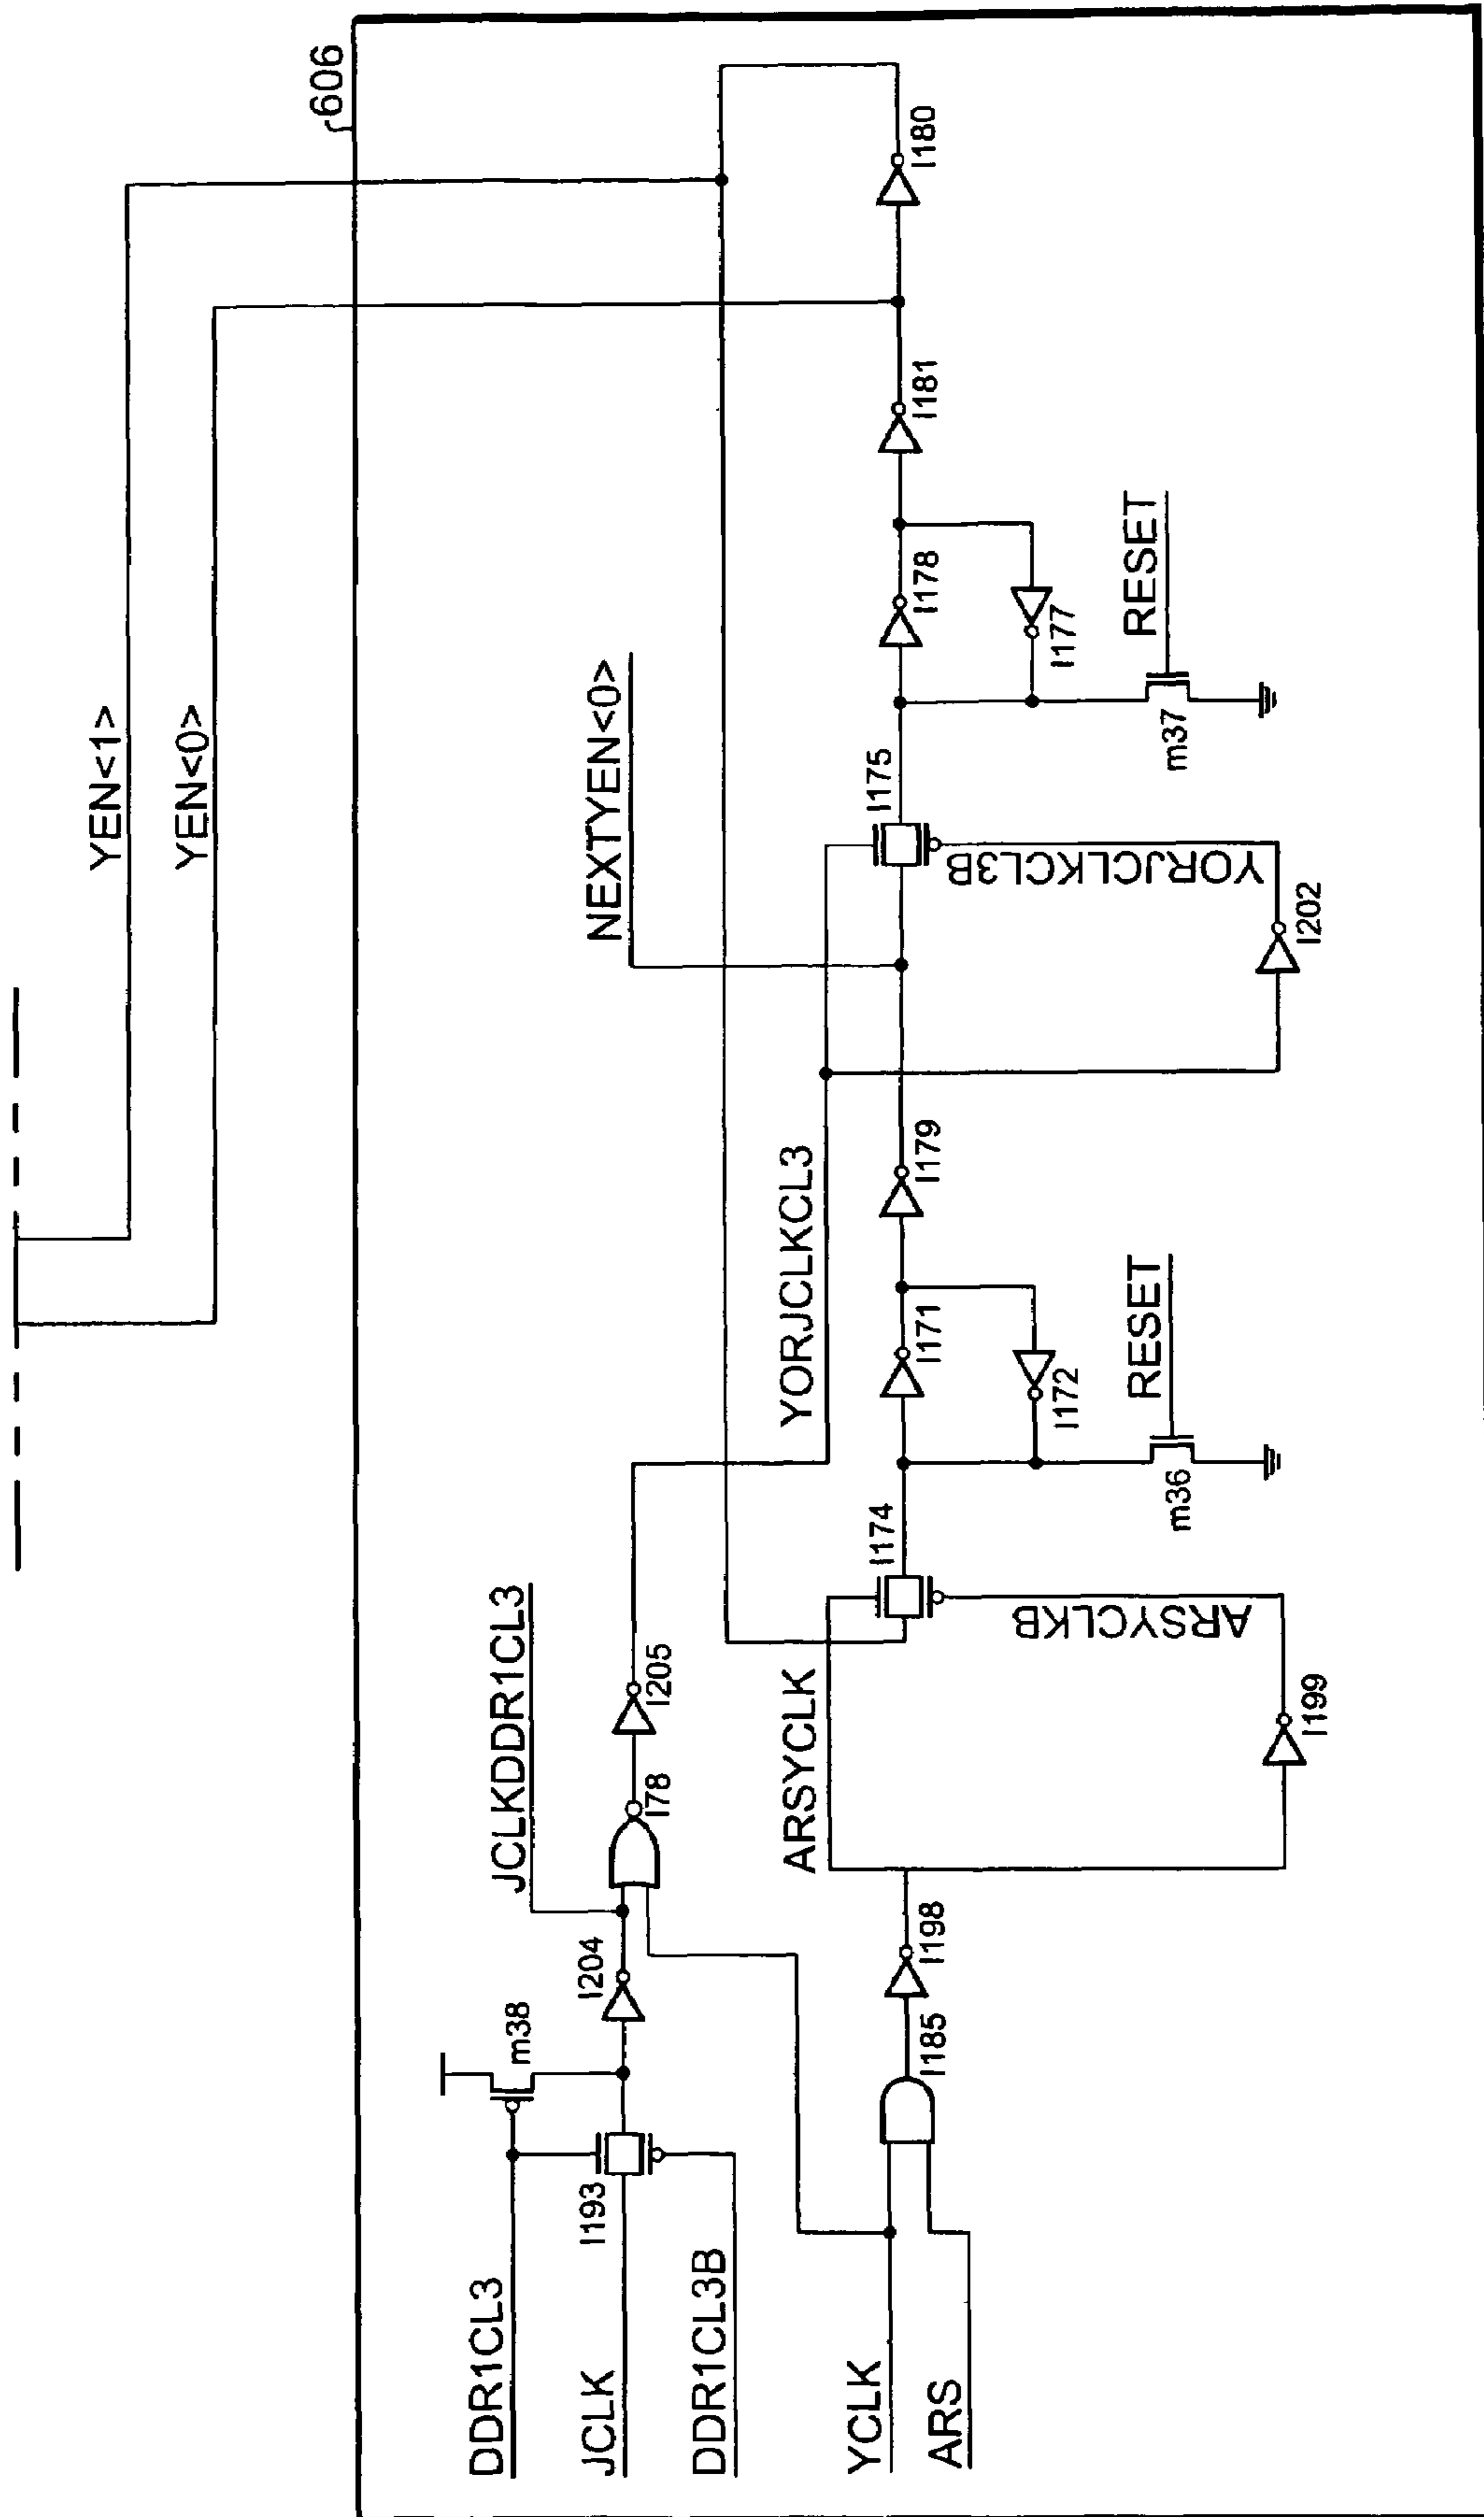 606
YEN<1>
YEN<0>
NEXTYEN<0>
I180
I181
I178
I177
RESET
m37
I175
YORJCLKCL3B
I202
YORJCLKCL3
I179
I171
I172
RESET
m36
I174
ARSYCLKB
JCLKDDR1CL3
I205
I78
ARSYCLK
I199
I204
I198
m38
I185
I193
DDR1CL3
JCLK
DDR1CL3B
YCLK
ARS